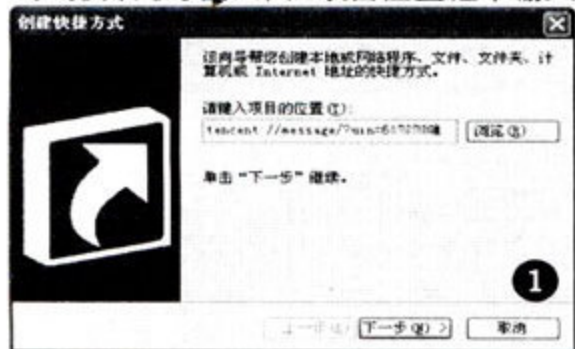 创建快捷方式
该向导帮您创建本地或网络程序、文件、文件夹、计
算机或 Internet 地址的快捷方式。
请键入项目的位置(T):
tencent //message/?uin=
浏览(R)
单击“下一步”继续。
1
上一步(B) 下一步(N) > 取消